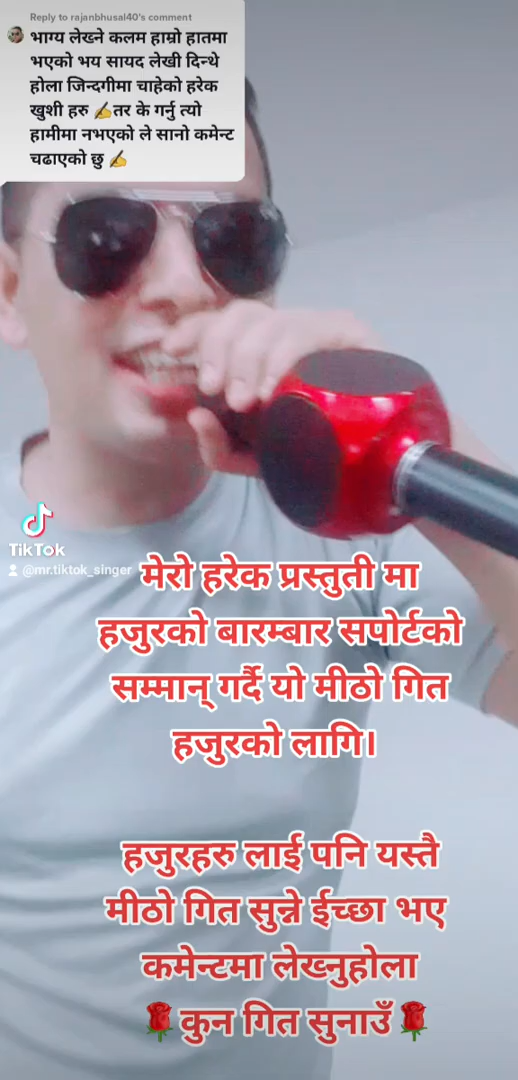 Reply to rajanbhusal40's comment
भाग्य लेख्ने कलम हाम्रो हातमा
भएको भय सायद लेखी दिन्थे
होला जिन्दगीमा चाहेको हरेक
खुशी हरु ✍️तर के गर्नु त्यो
हामीमा नभएको ले सानो कमेन्ट
चढाएको छु ✍️
TikTok
@mr.tiktok_singer
मेरो हरेक प्रस्तुती मा
हजुरको बारम्बार सपोर्टको
सम्मान् गर्दै यो मीठो गित
हजुरको लागि।
हजुरहरु लाई पनि यस्तै
मीठो गित सुन्ने ईच्छा भए
कमेन्टमा लेख्नुहोला
🌹कुन गित सुनाउँ🌹